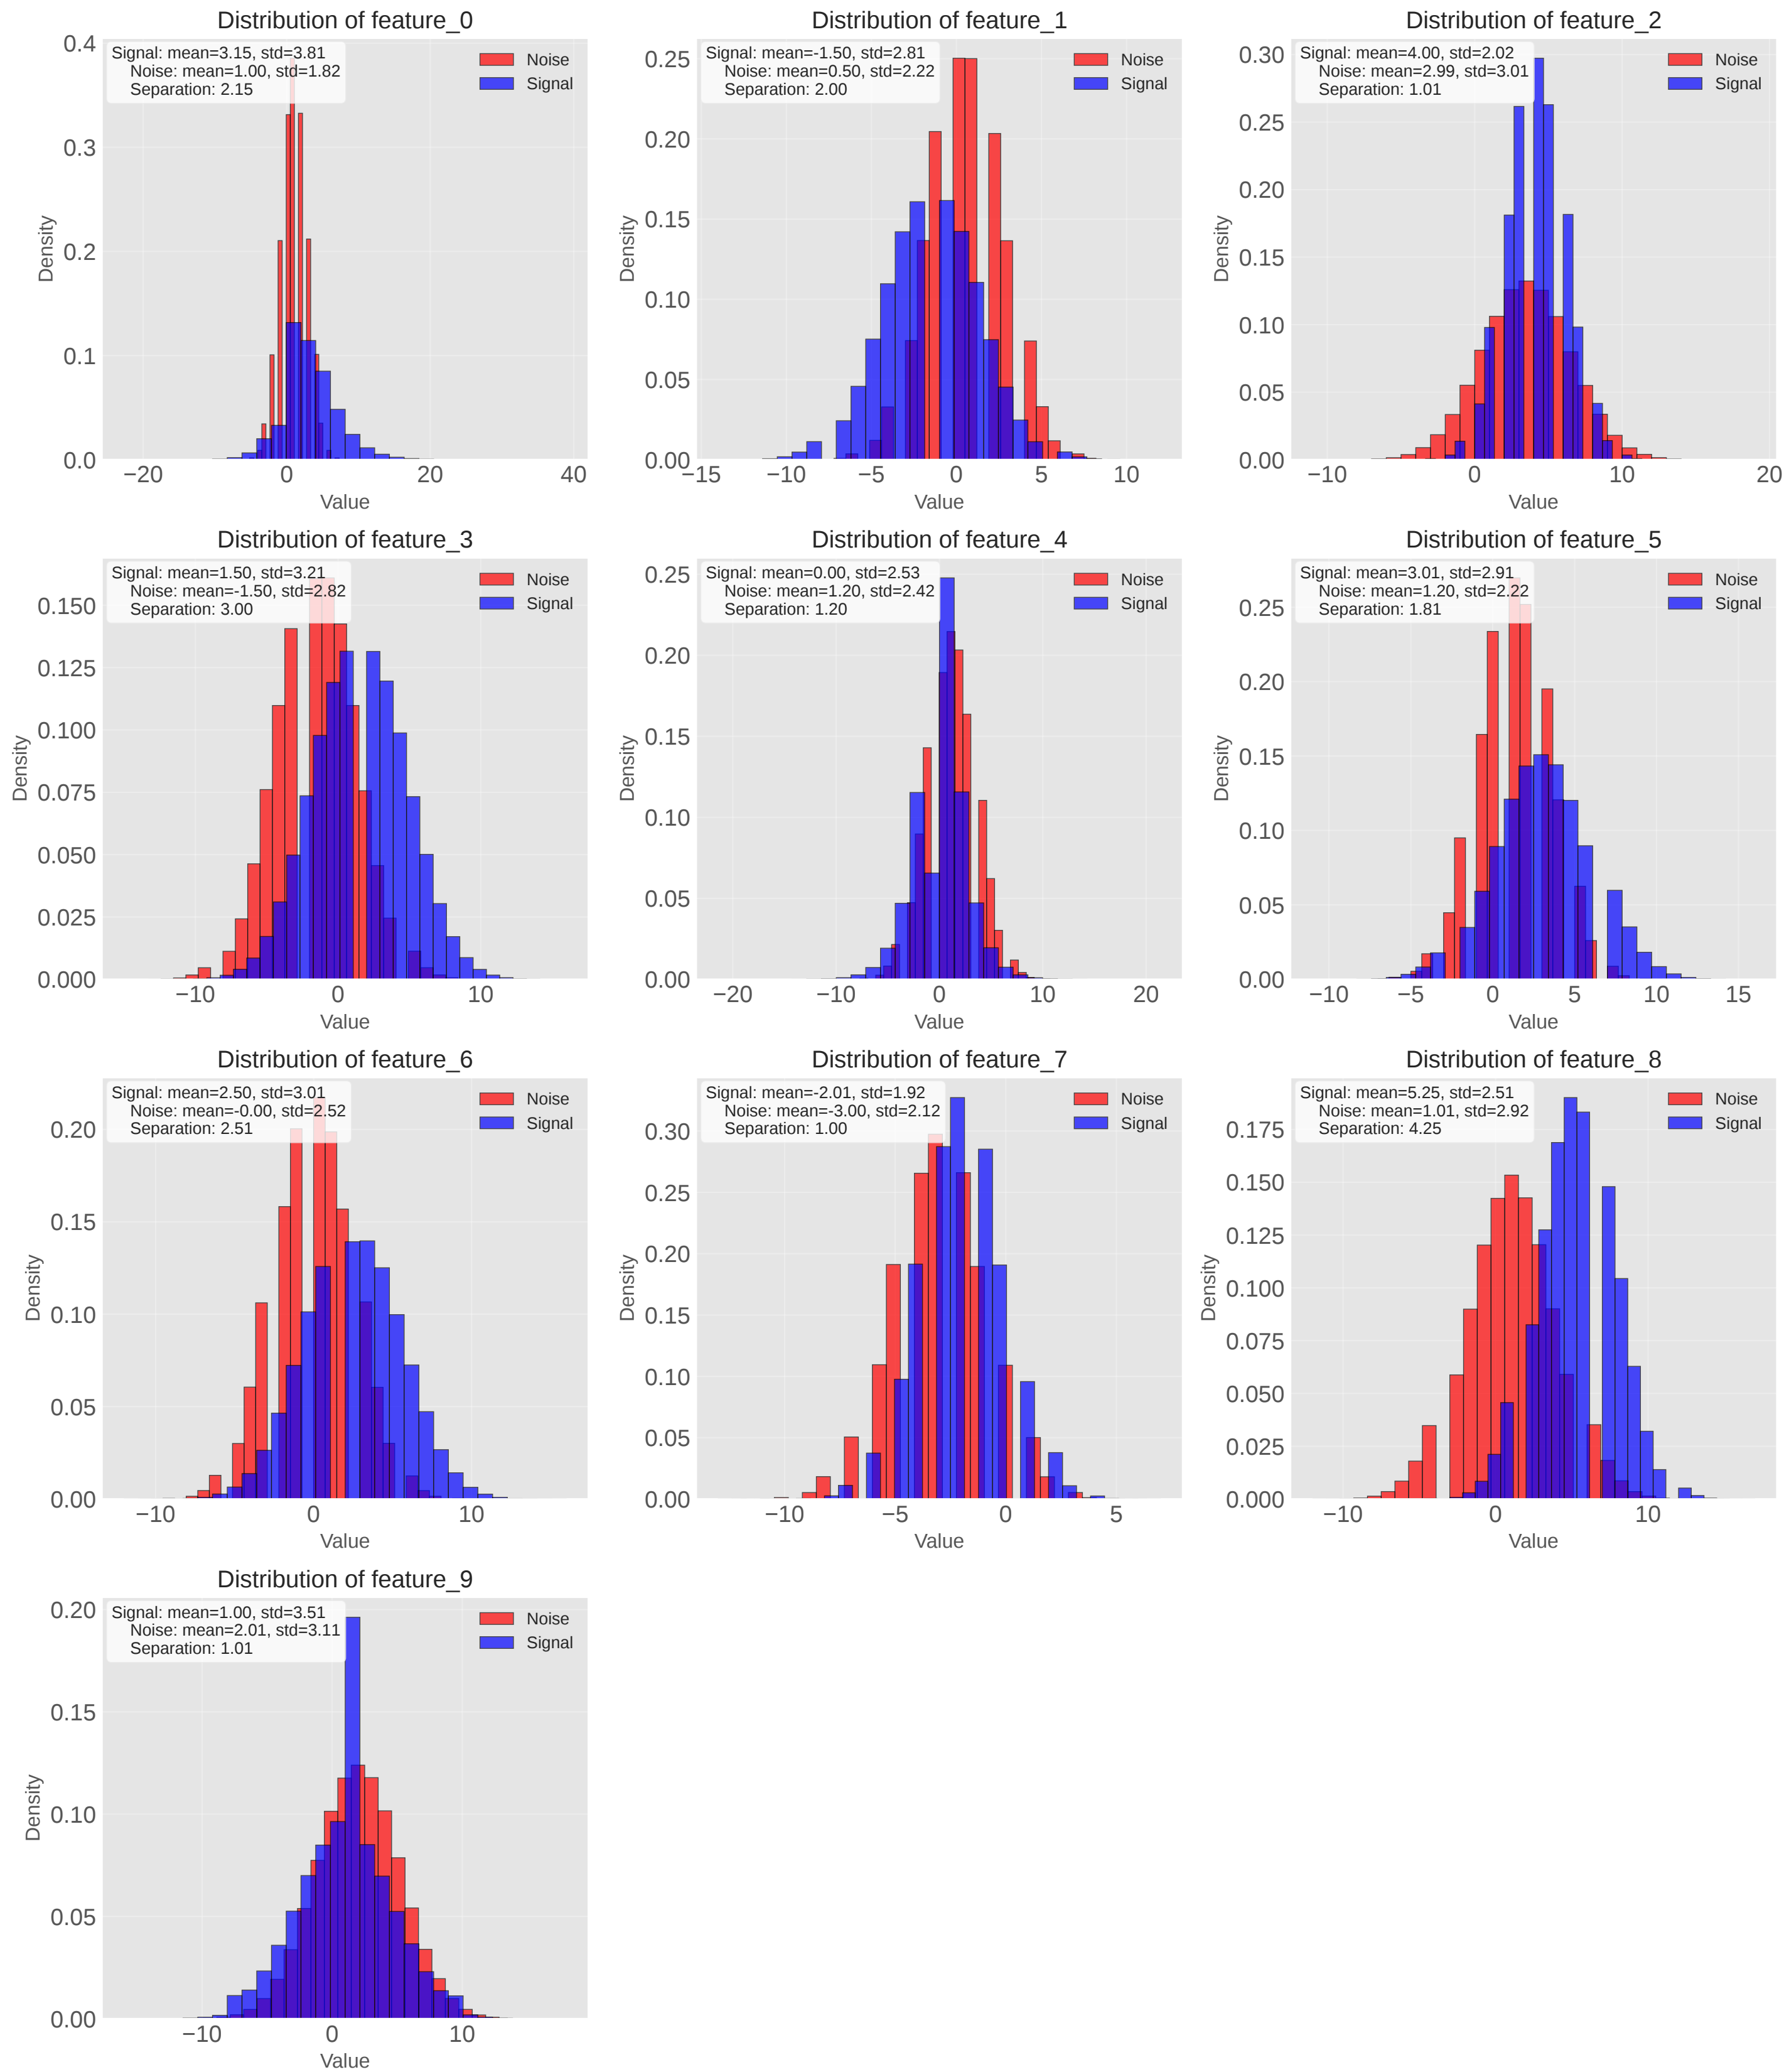 Distribution of feature_0
Signal: mean=3.15, std=3.81
Noise: mean=1.00, std=1.82
Separation: 2.15
Noise
Signal
0.4
0.3
0.2
0.1
0.0
Density
−20 0 20 40
Value
Distribution of feature_1
Signal: mean=-1.50, std=2.81
Noise: mean=0.50, std=2.22
Separation: 2.00
Noise
Signal
0.25
0.20
0.15
0.10
0.05
0.00
Density
−15 −10 −5 0 5 10
Value
Distribution of feature_2
Signal: mean=4.00, std=2.02
Noise: mean=2.99, std=3.01
Separation: 1.01
Noise
Signal
0.30
0.25
0.20
0.15
0.10
0.05
0.00
Density
−10 0 10 20
Value
Distribution of feature_3
Signal: mean=1.50, std=3.21
Noise: mean=-1.50, std=2.82
Separation: 3.00
Noise
Signal
0.150
0.125
0.100
0.075
0.050
0.025
0.000
Density
−10 0 10
Value
Distribution of feature_4
Signal: mean=0.00, std=2.53
Noise: mean=1.20, std=2.42
Separation: 1.20
Noise
Signal
0.25
0.20
0.15
0.10
0.05
0.00
Density
−20 −10 0 10 20
Value
Distribution of feature_5
Signal: mean=3.01, std=2.91
Noise: mean=1.20, std=2.22
Separation: 1.81
Noise
Signal
0.25
0.20
0.15
0.10
0.05
0.00
Density
−10 −5 0 5 10 15
Value
Distribution of feature_6
Signal: mean=2.50, std=3.01
Noise: mean=-0.00, std=2.52
Separation: 2.51
Noise
Signal
0.20
0.15
0.10
0.05
0.00
Density
−10 0 10
Value
Distribution of feature_7
Signal: mean=-2.01, std=1.92
Noise: mean=-3.00, std=2.12
Separation: 1.00
Noise
Signal
0.30
0.25
0.20
0.15
0.10
0.05
0.00
Density
−10 −5 0 5
Value
Distribution of feature_8
Signal: mean=5.25, std=2.51
Noise: mean=1.01, std=2.92
Separation: 4.25
Noise
Signal
0.175
0.150
0.125
0.100
0.075
0.050
0.025
0.000
Density
−10 0 10
Value
Distribution of feature_9
Signal: mean=1.00, std=3.51
Noise: mean=2.01, std=3.11
Separation: 1.01
Noise
Signal
0.20
0.15
0.10
0.05
0.00
Density
−10 0 10
Value